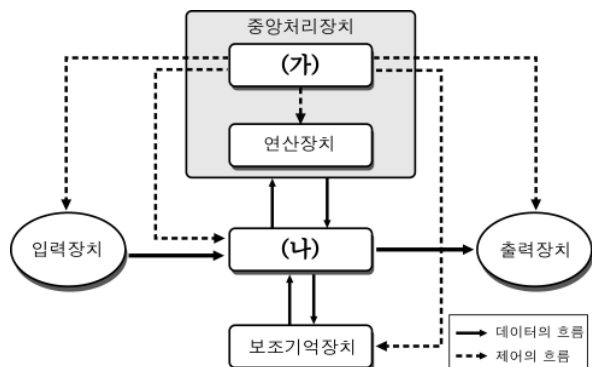 중앙처리장치
(가)
연산장치
입력장치
(나)
출력장치
보조기억장치
데이터의 흐름
제어의 흐름